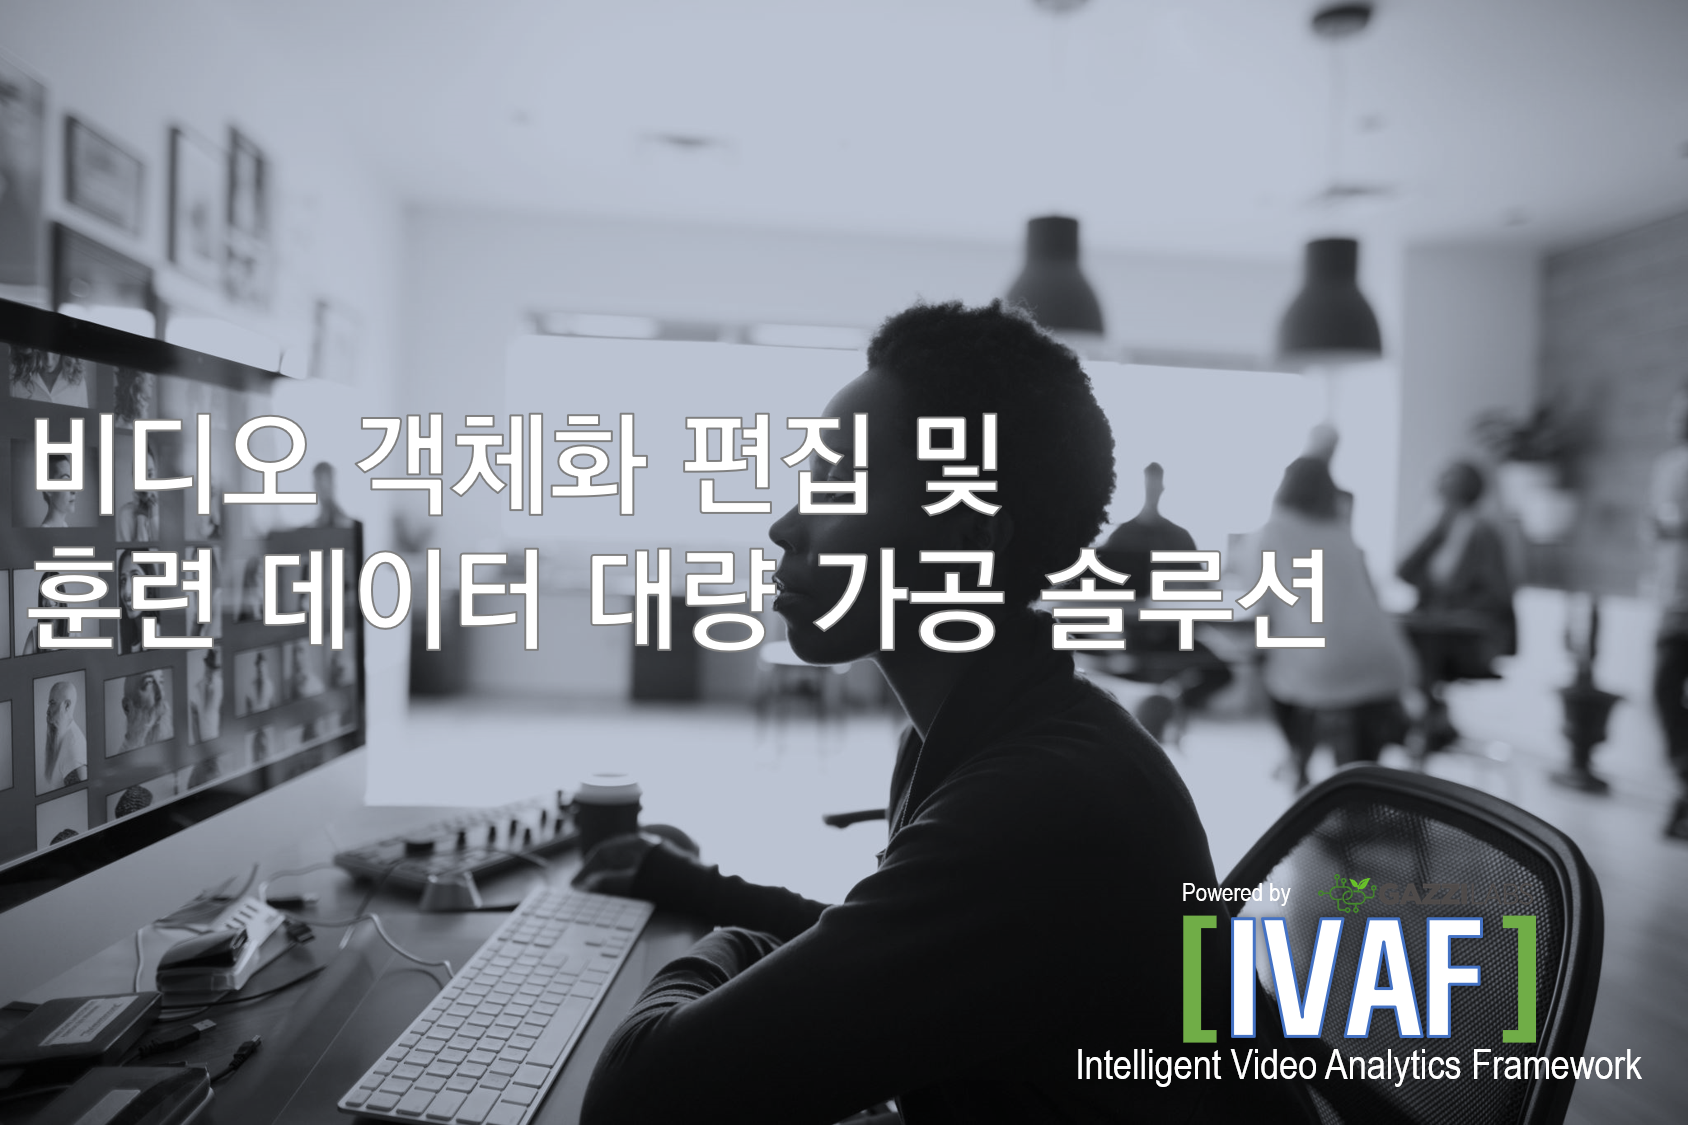 비디오 객체화 편집 및
훈련 데이터 대량 가공 솔루션
Powered by
[IVAF]
Intelligent Video Analytics Framework